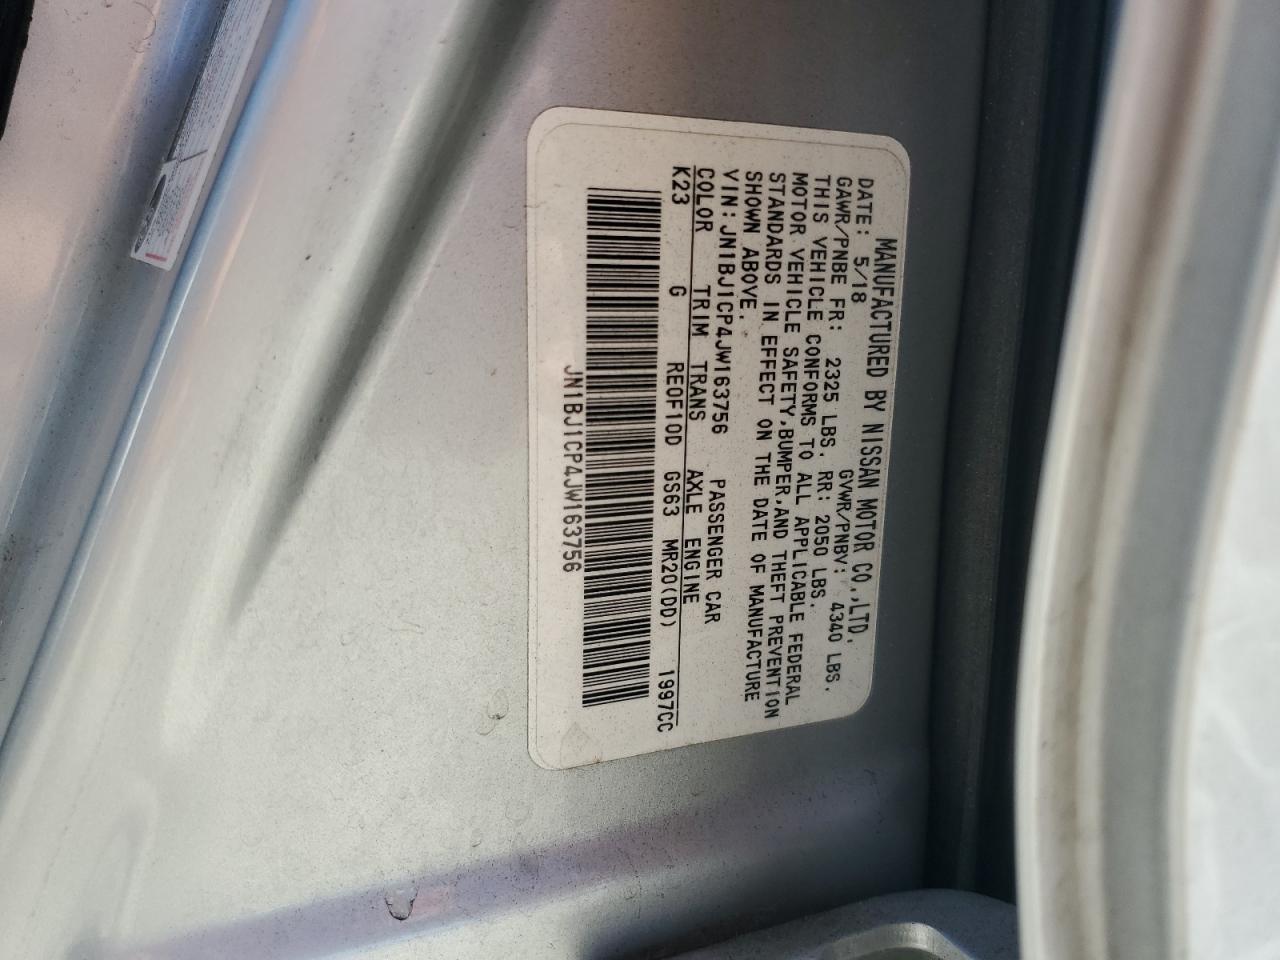 MANUFACTURED BY NISSAN MOTOR CO.,LTD.
DATE: 5/18 GVWR/PNBV: 4340 LBS.
GAWR/PNBE FR: 2325 LBS. RR: 2050 LBS.
THIS VEHICLE CONFORMS TO ALL APPLICABLE FEDERAL
MOTOR VEHICLE SAFETY,BUMPER,AND THEFT PREVENTION
STANDARDS IN EFFECT ON THE DATE OF MANUFACTURE
SHOWN ABOVE.
VIN:JN1BJ1CP4JW163756 PASSENGER CAR
COLOR TRIM TRANS AXLE ENGINE
K23 G RE0F10D GS63 MR20(DD) 1997CC
JN1BJ1CP4JW163756